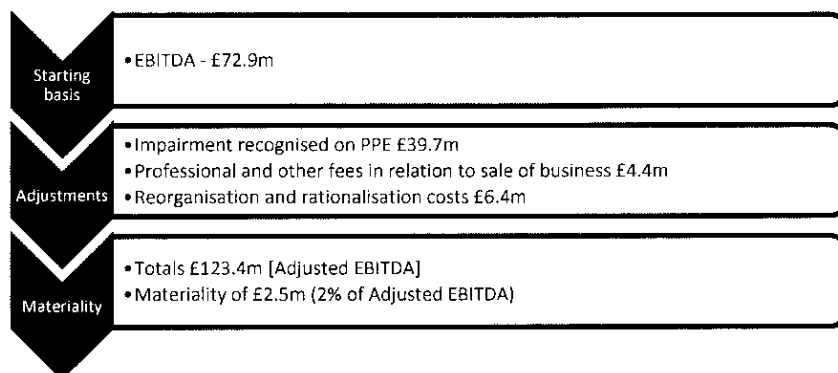 Starting
basis
•EBITDA - £72.9m
Adjustments
•Impairment recognised on PPE £39.7m
•Professional and other fees in relation to sale of business £4.4m
•Reorganisation and rationalisation costs £6.4m
Materiality
•Totals £123.4m [Adjusted EBITDA]
•Materiality of £2.5m (2% of Adjusted EBITDA)